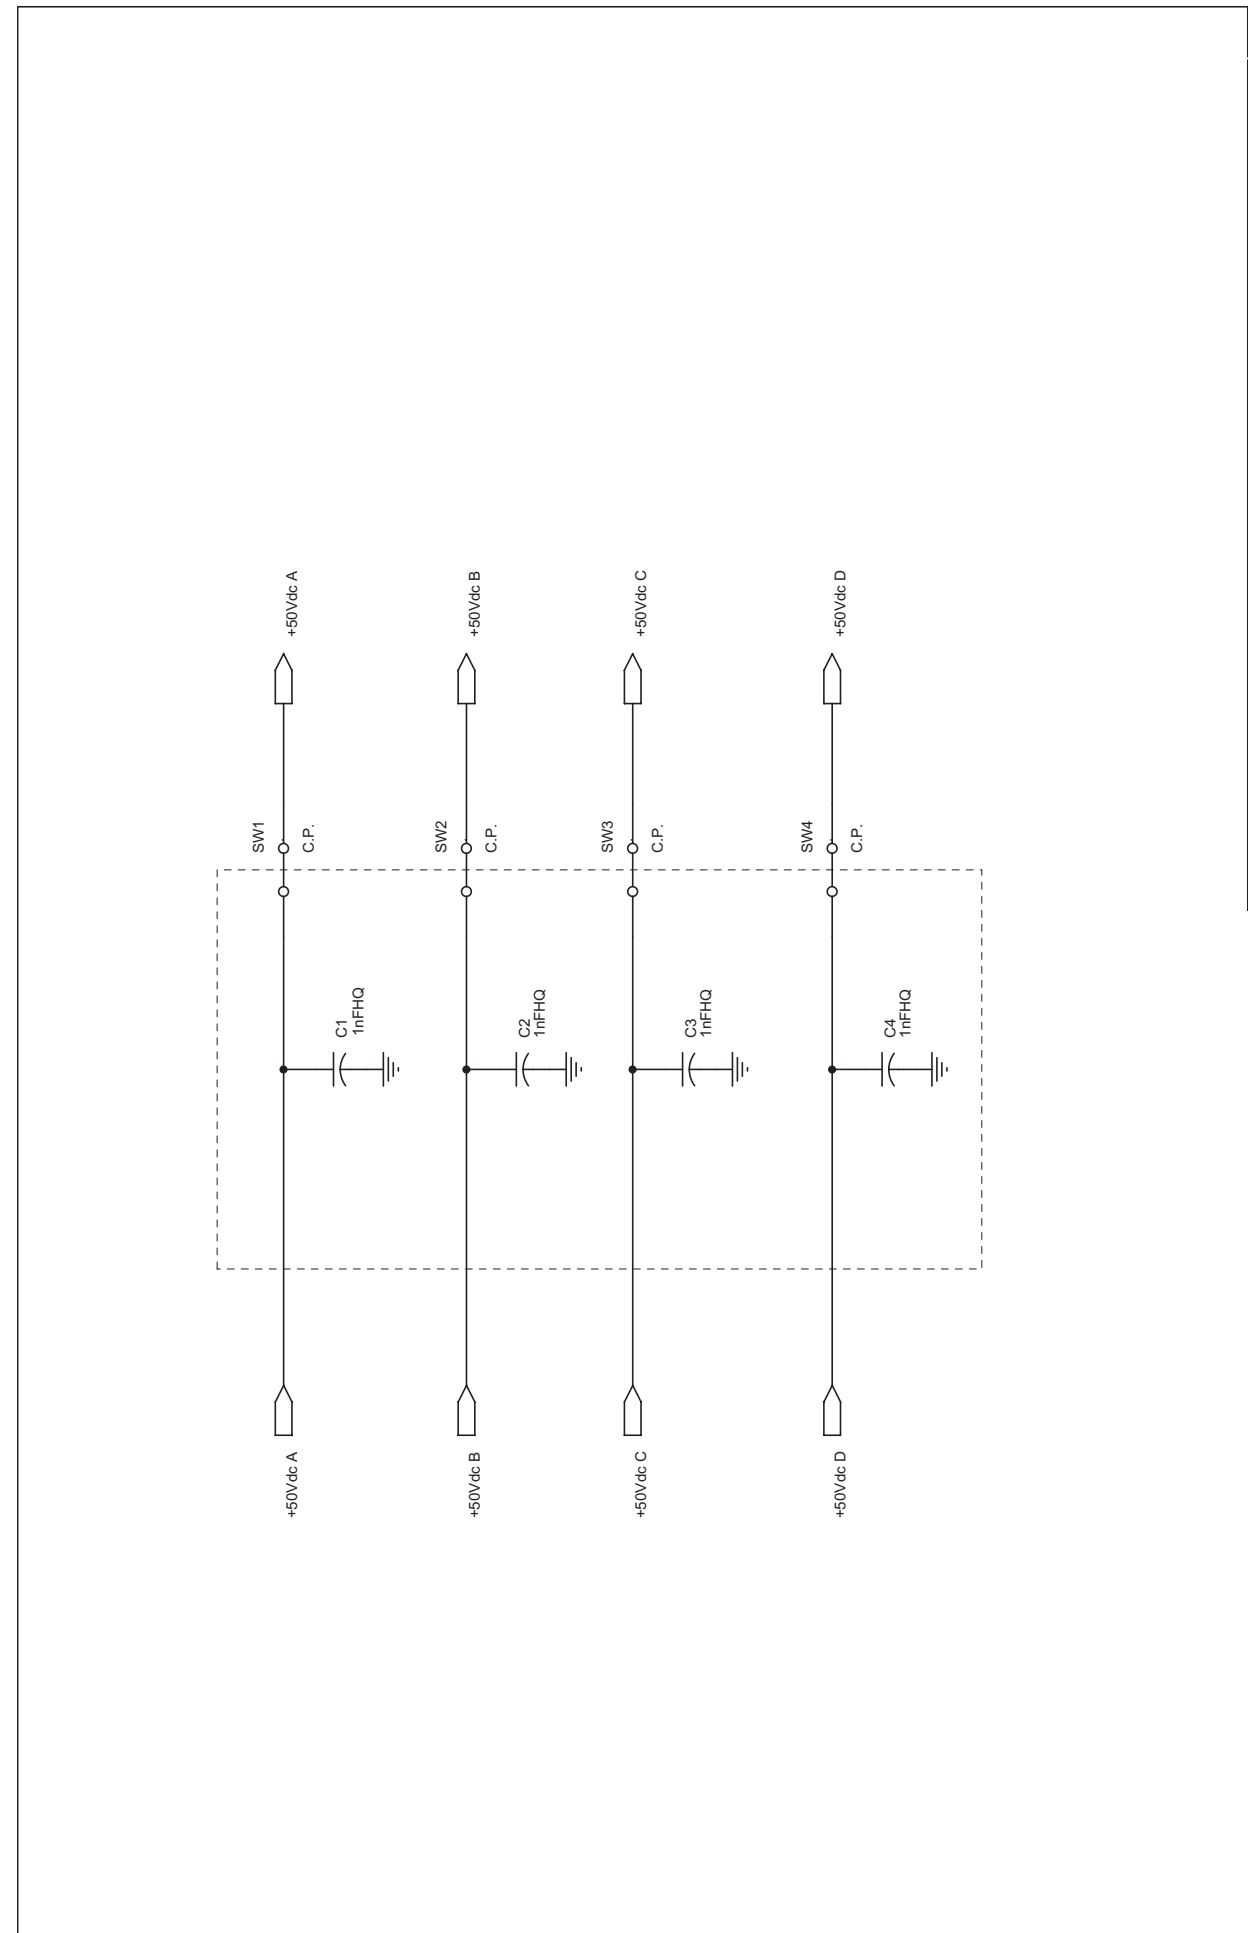 +50Vdc A
SW1
C.P.
C1
1nFHQ
+50Vdc A
+50Vdc B
SW2
C.P.
C2
1nFHQ
+50Vdc B
+50Vdc C
SW3
C.P.
C3
1nFHQ
+50Vdc C
+50Vdc D
SW4
C.P.
C4
1nFHQ
+50Vdc D